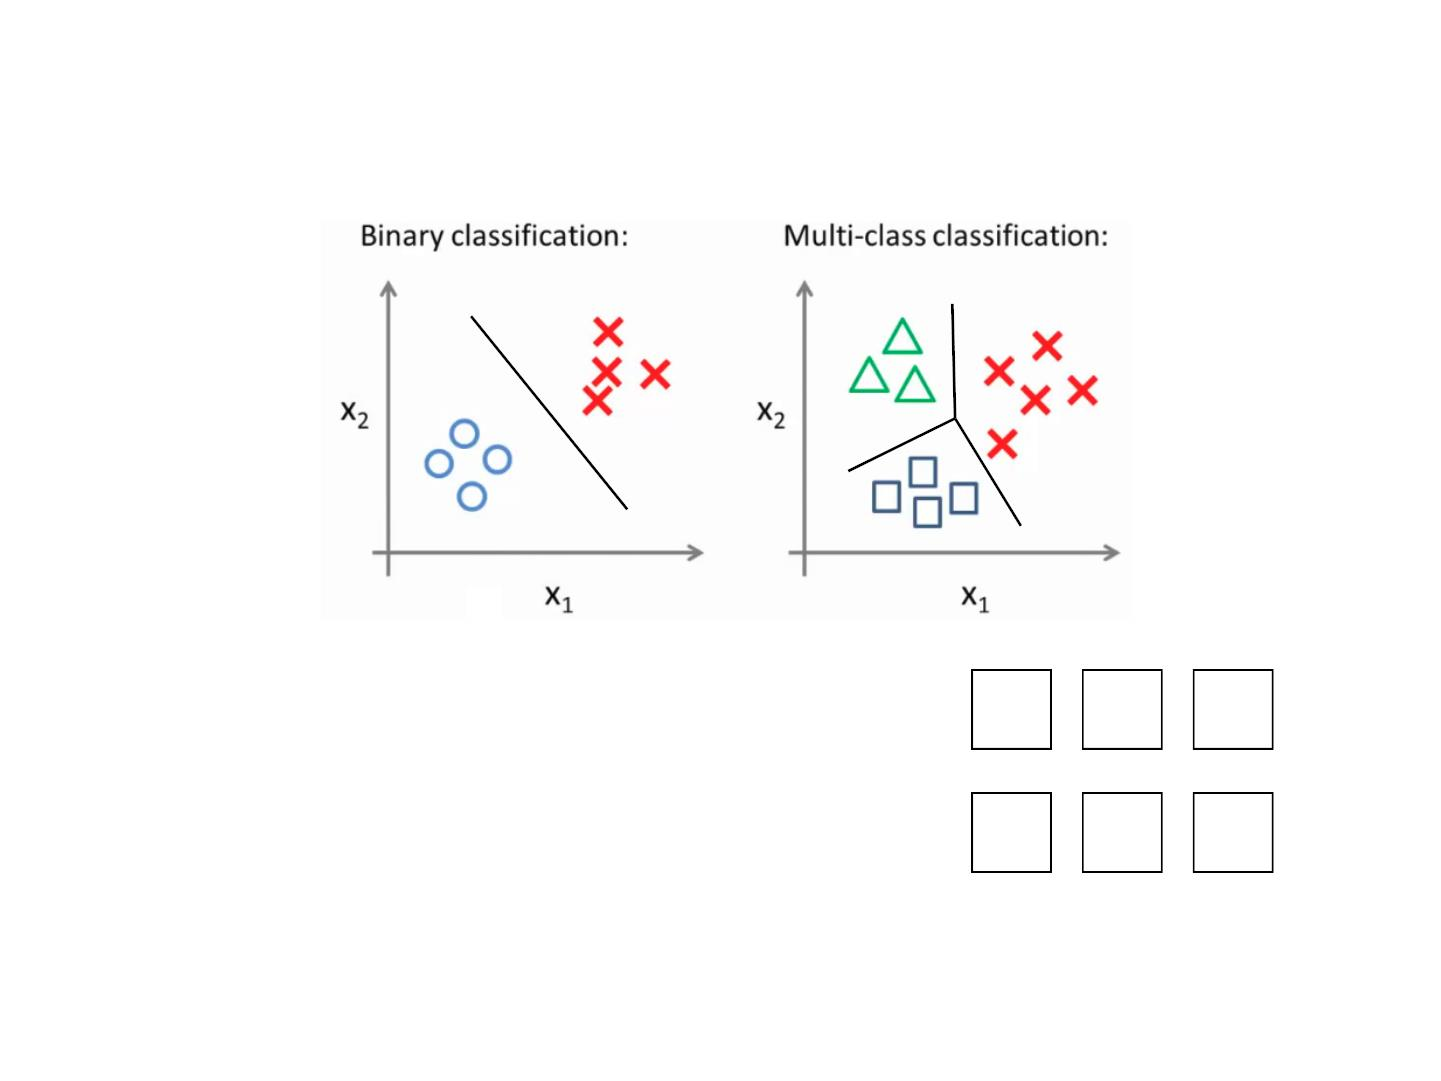 Binary classification:
Multi-class classification:
x₂
x₂
x₁
x₁